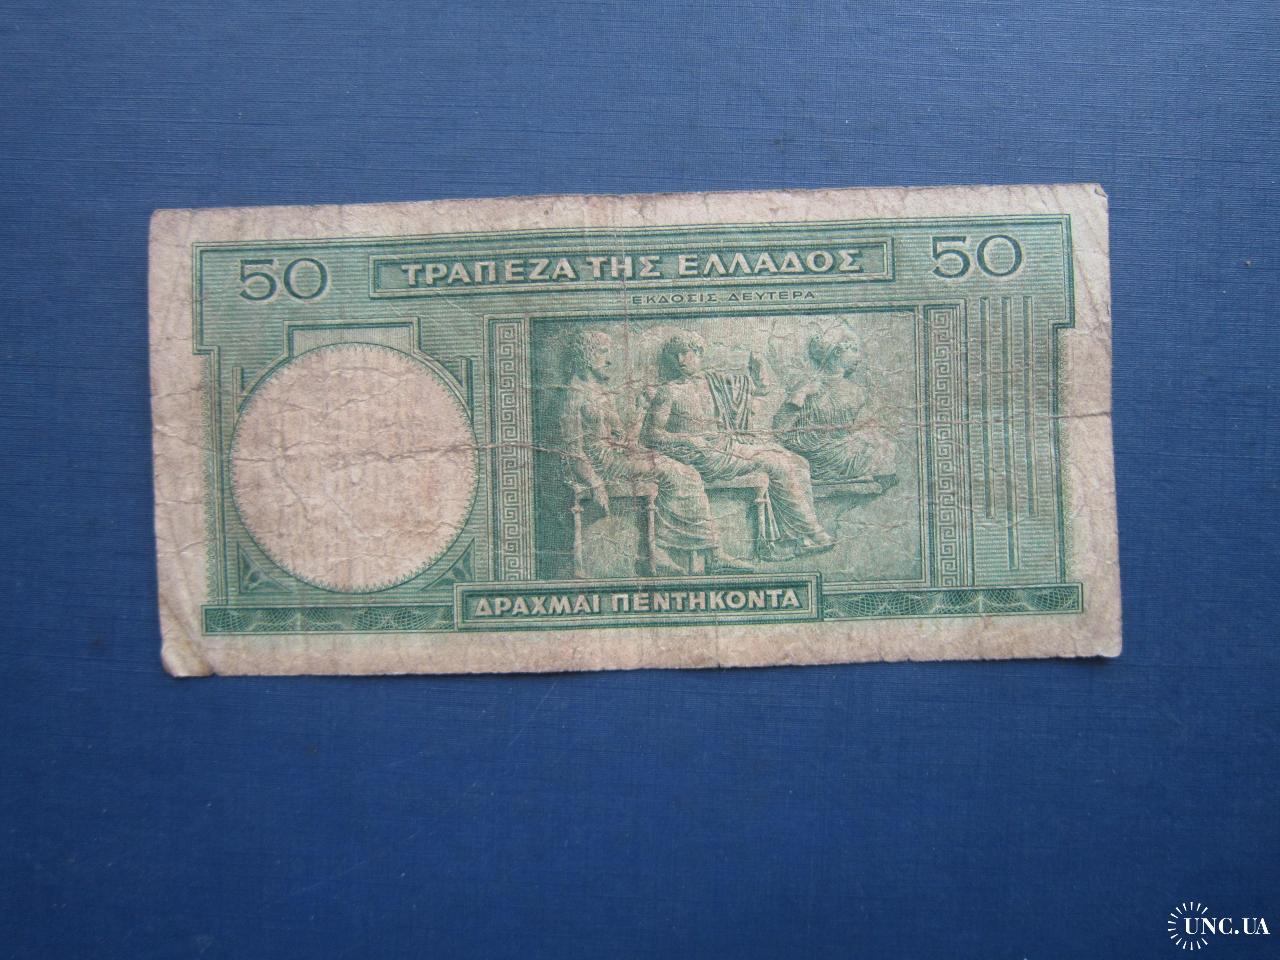 50 ΤΡΑΠΕΖΑ ΤΗΣ ΕΛΛΑΔΟΣ 50
ΕΚΔΟΣΙΣ ΔΕΥΤΕΡΑ
ΔΡΑΧΜΑΙ ΠΕΝΤΗΚΟΝΤΑ
UNC.UA